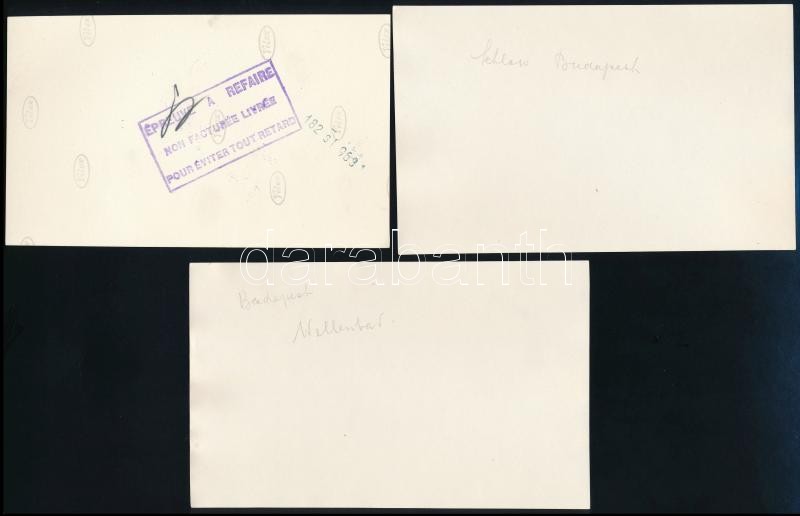 ÉPREUVE A REFAIRE
NON FACTURÉE LIVRÉE
POUR ÉVITER TOUT RETARD
Schloss Budapest
darabanth
Budapest
Wellenbad.